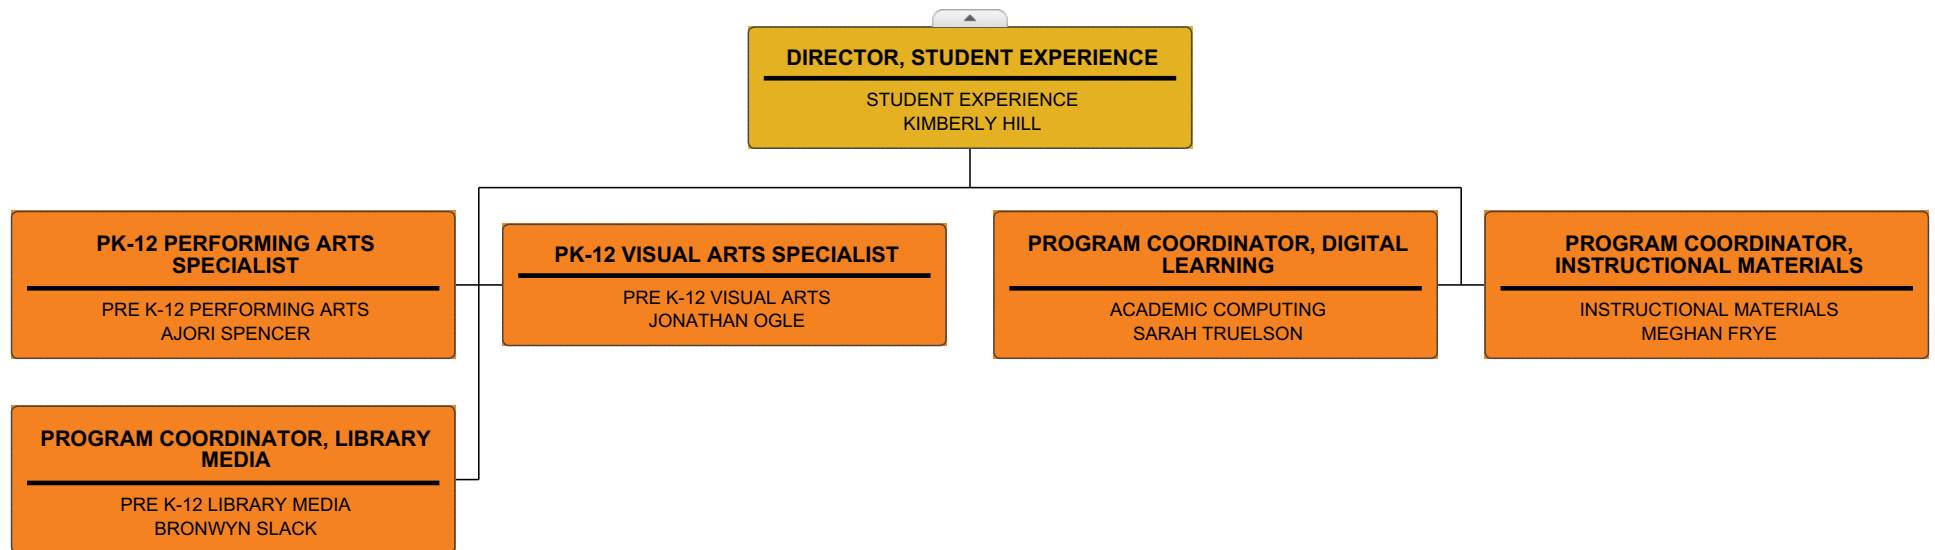 DIRECTOR, STUDENT EXPERIENCE
STUDENT EXPERIENCE
KIMBERLY HILL
PK-12 PERFORMING ARTS
SPECIALIST
PRE K-12 PERFORMING ARTS
AJORI SPENCER
PK-12 VISUAL ARTS SPECIALIST
PRE K-12 VISUAL ARTS
JONATHAN OGLE
PROGRAM COORDINATOR, DIGITAL
LEARNING
ACADEMIC COMPUTING
SARAH TRUELSON
PROGRAM COORDINATOR,
INSTRUCTIONAL MATERIALS
INSTRUCTIONAL MATERIALS
MEGHAN FRYE
PROGRAM COORDINATOR, LIBRARY
MEDIA
PRE K-12 LIBRARY MEDIA
BRONWYN SLACK